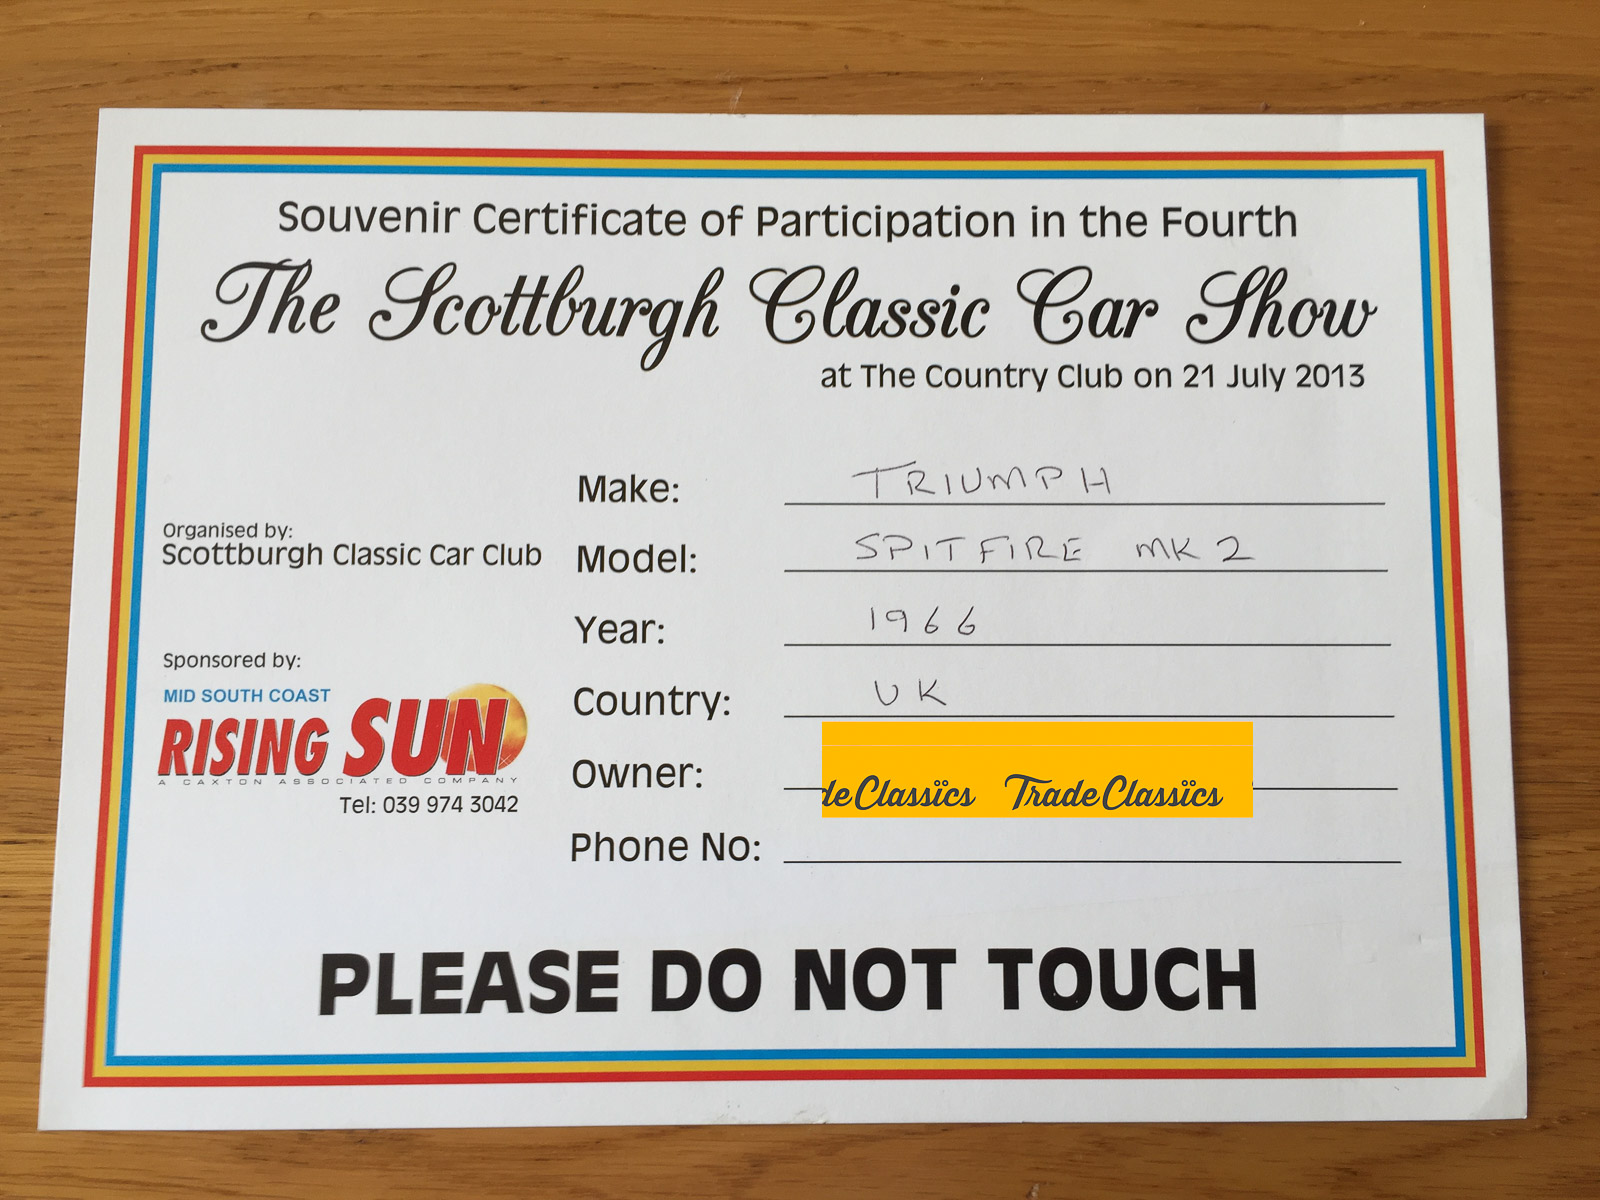 Souvenir Certificate of Participation in the Fourth
The Scottburgh Classic Car Show
at The Country Club on 21 July 2013
Make: TRIUMPH
Organised by:
Scottburgh Classic Car Club
Model: SPITFIRE MK 2
Year: 1966
Sponsored by:
MID SOUTH COAST
RISING SUN
A CAXTON ASSOCIATED COMPANY
Tel: 039 974 3042
Country: UK
Owner: deClassics TradeClassics
Phone No:
PLEASE DO NOT TOUCH